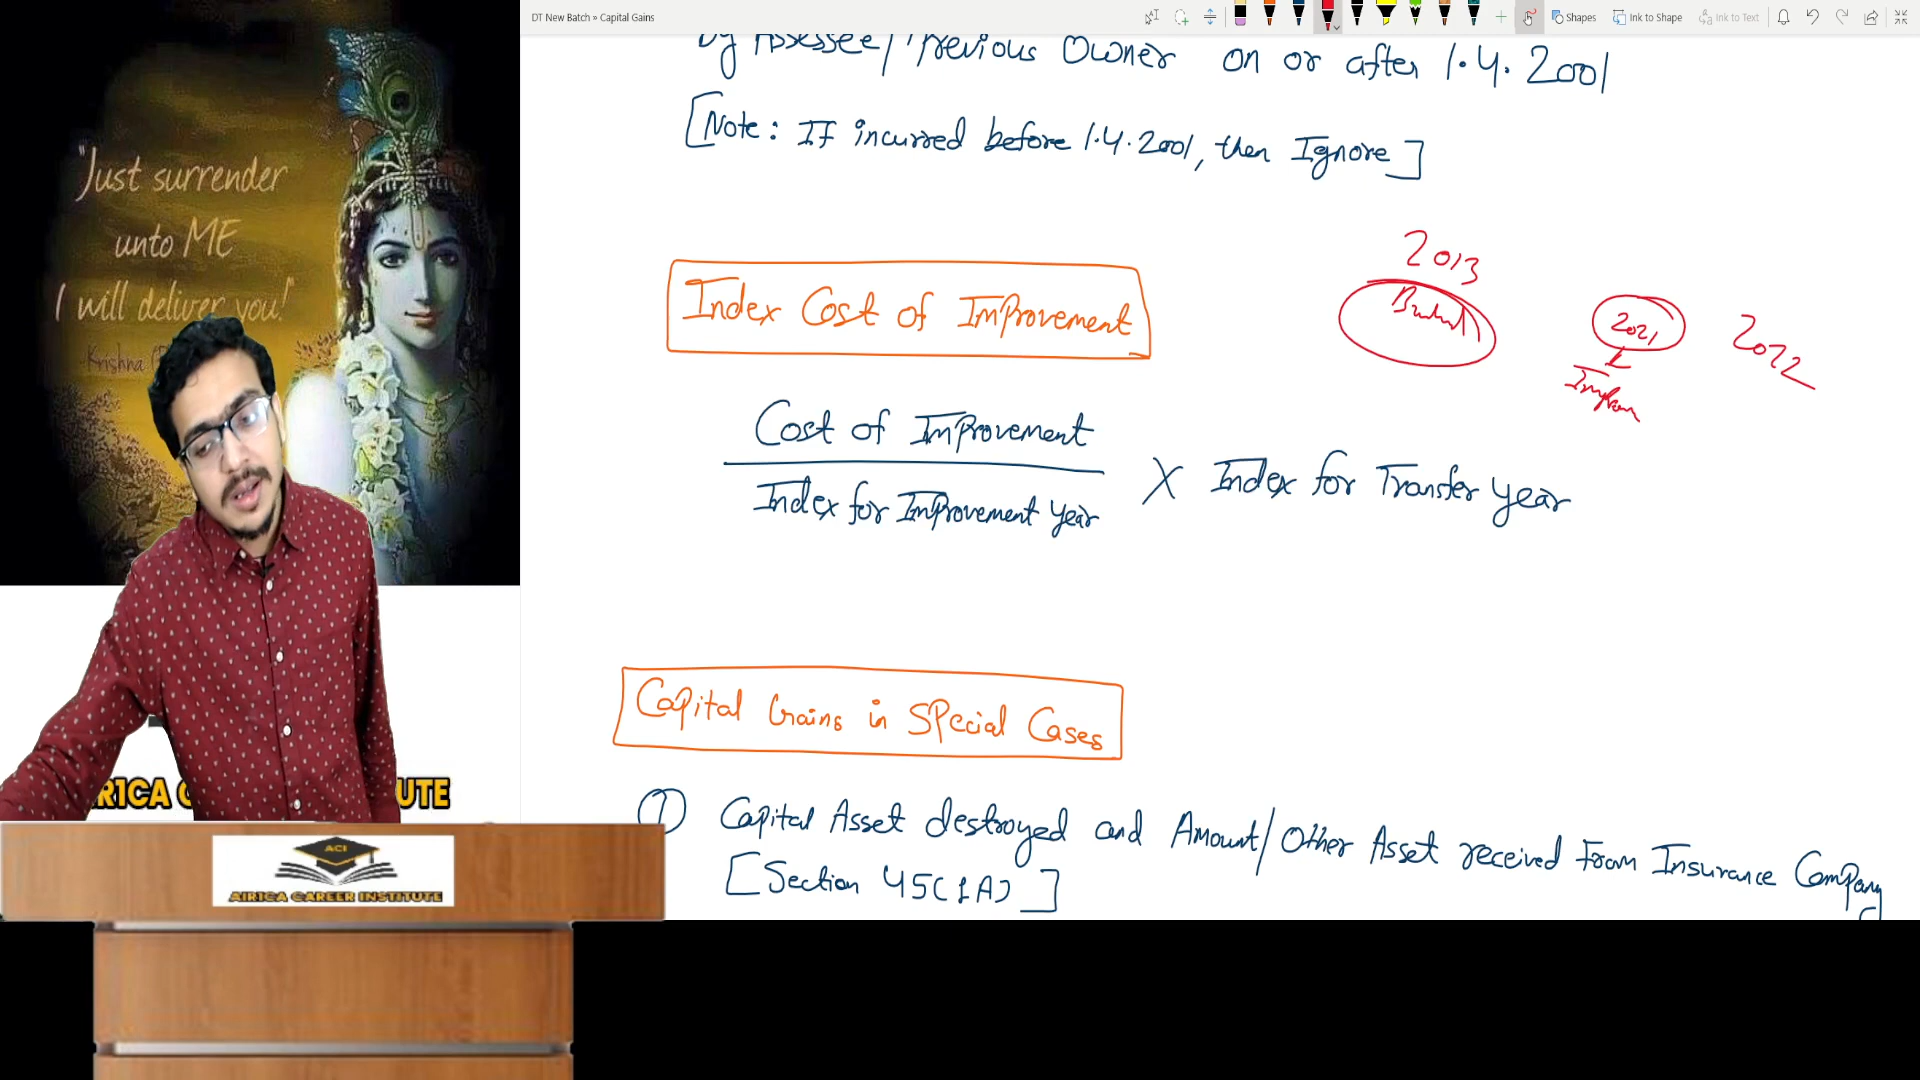 DT New Batch » Capital Gains
Shapes
Ink to Shape
Ink to Text
by Assessee/Previous Owner on or after 1.4.2001
[Note: If incurred before 1.4.2001, then Ignore]
"Just surrender
unto ME
I will deliver you!"
Krishna
Index Cost of Improvement
2013
2021
2022
Cost of Improvement
Index for Improvement year
X Index for Transfer year
Capital Gains in Special Cases
① Capital Asset destroyed and Amount/Other Asset received From Insurance Company
[Section 45(1A)]
UTE
ACI
AIR1CA CAREER INSTITUTE